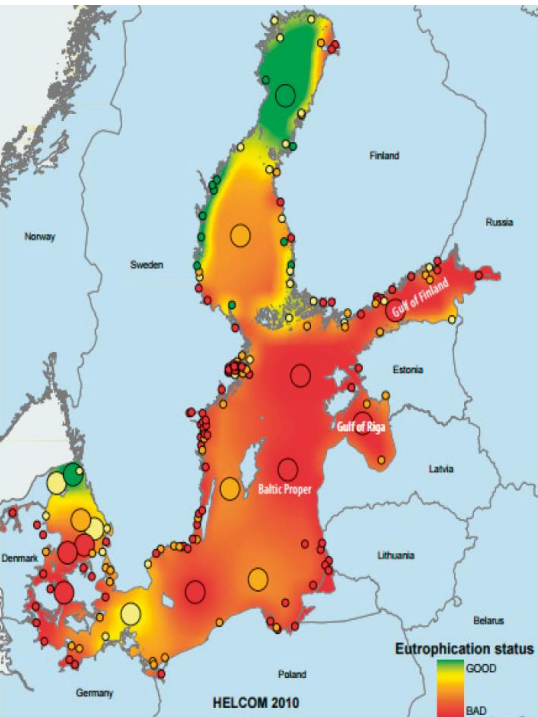 Finland
Russia
Norway
Sweden
Gulf of Finland
Estonia
Gulf of Riga
Latvia
Baltic Proper
Denmark
Lithuania
Belarus
Eutrophication status
GOOD
Poland
Germany
HELCOM 2010
BAD